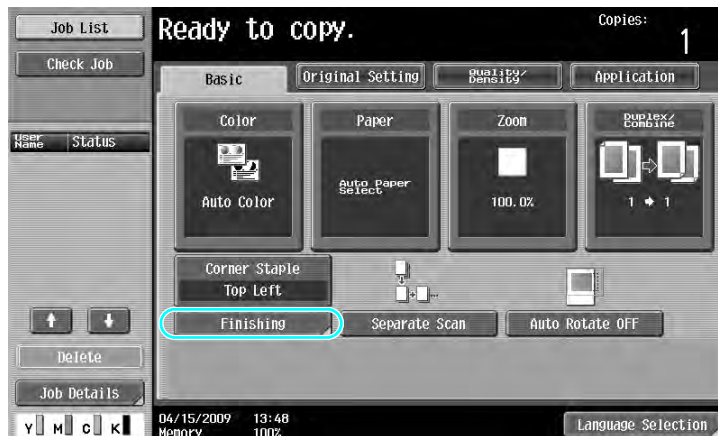 Job List
Check Job
User Name Status
Delete
Job Details
Y M C K
Ready to copy.
Copies:
1
Basic Original Setting Quality/Density Application
Color Paper Zoom Duplex/Combine
Auto Color Auto Paper Select 100.0% 1 → 1
Corner Staple
Top Left
Finishing Separate Scan Auto Rotate OFF
04/15/2009 13:48
Memory 100%
Language Selection